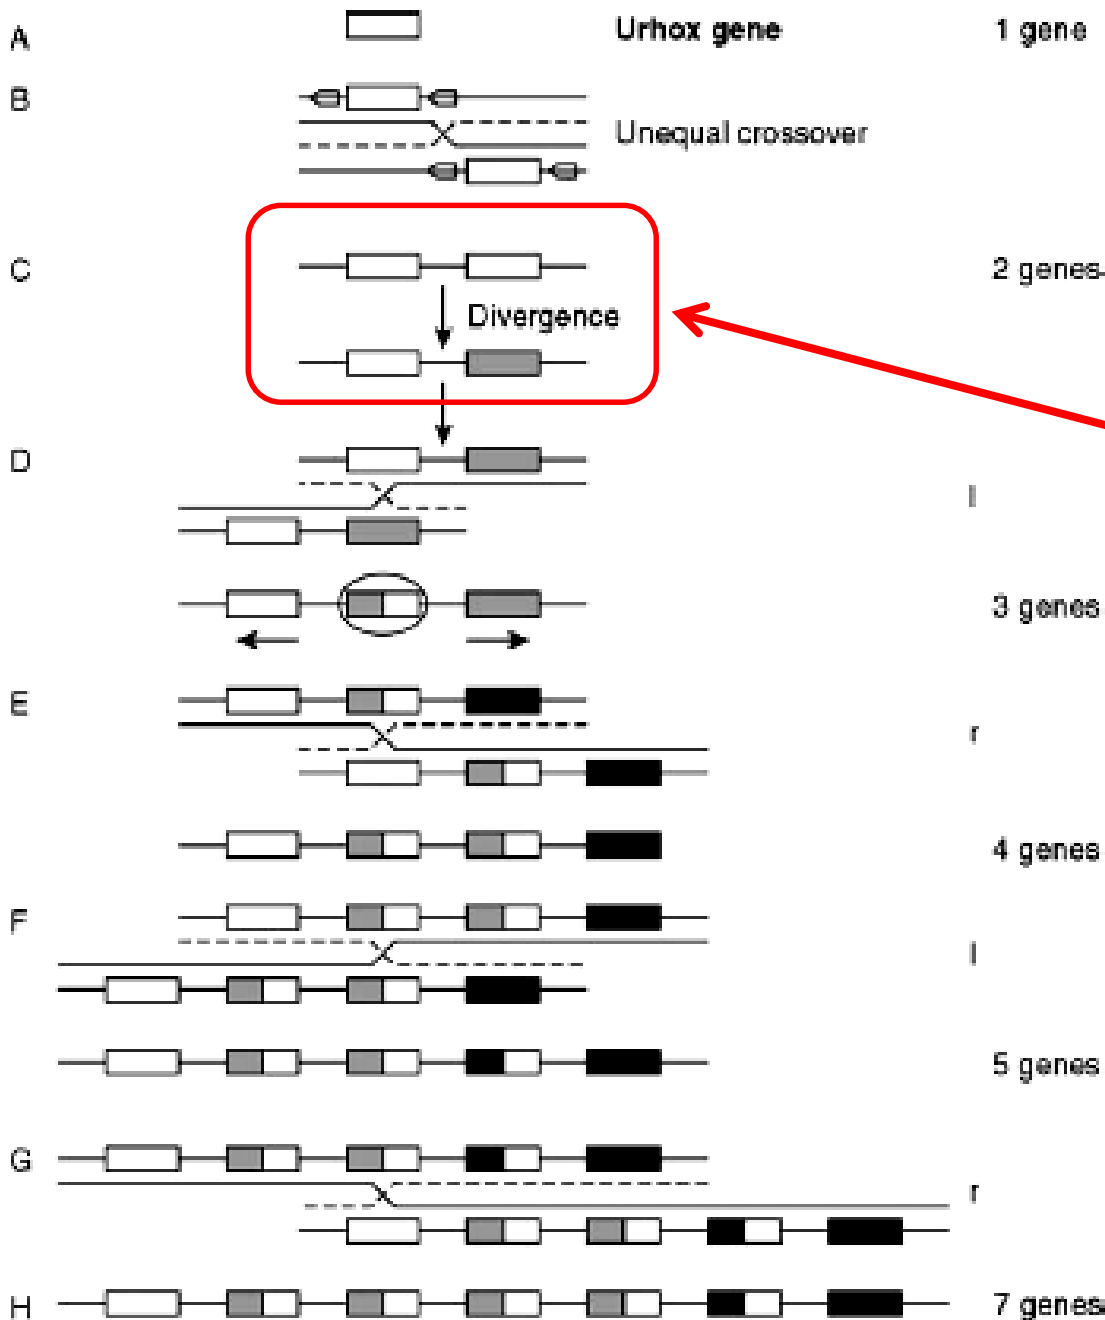 A Urhox gene 1 gene
B
Unequal crossover
C 2 genes
Divergence
D
l
3 genes
E
r
4 genes
F
l
5 genes
G
r
H 7 genes